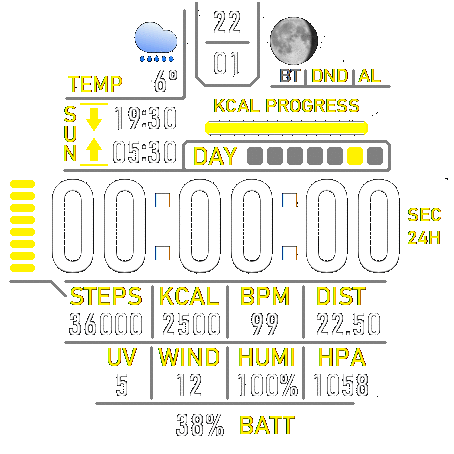 22
01
TEMP 6°
BT DND AL
KCAL PROGRESS
SUN
19:30
05:30
DAY
00:00:00
SEC
24H
STEPS KCAL BPM DIST
36000 2500 99 22.50
UV WIND HUMI HPA
5 12 100% 1058
38% BATT